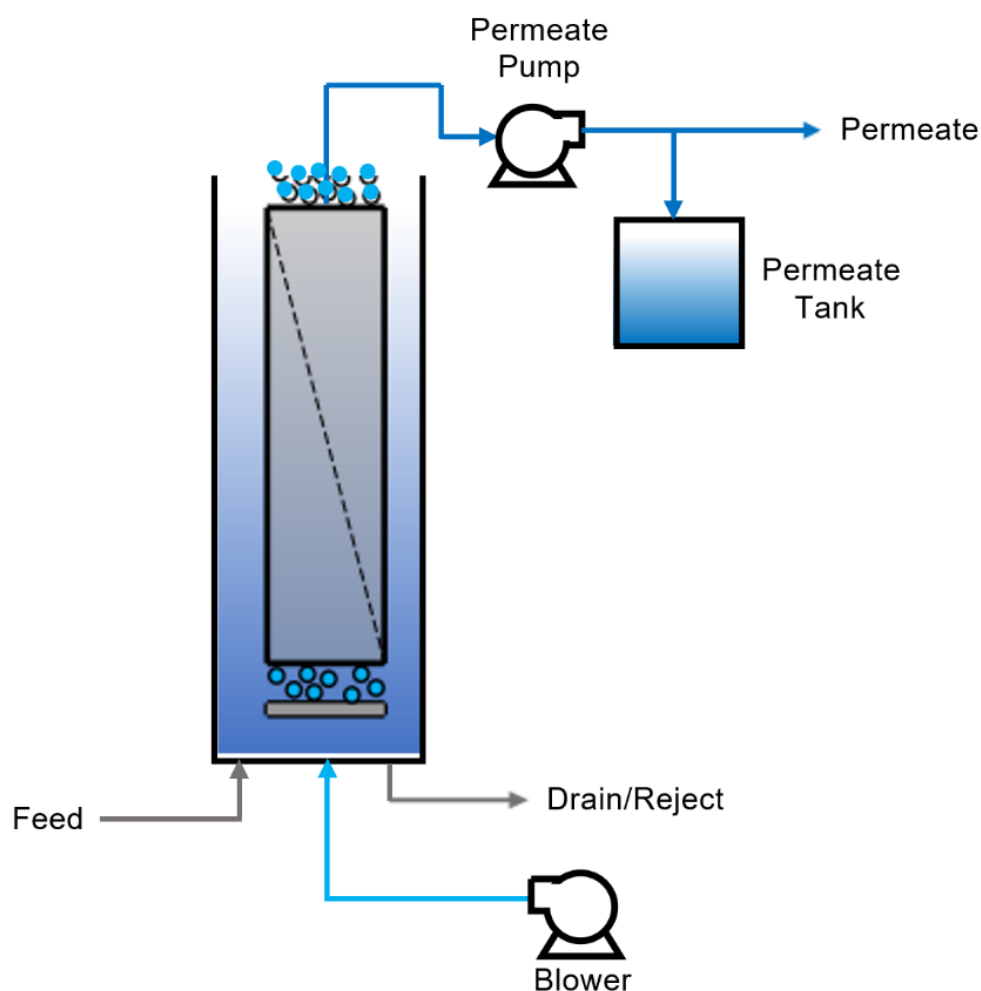 Permeate
Pump
Permeate
Permeate
Tank
Feed
Drain/Reject
Blower